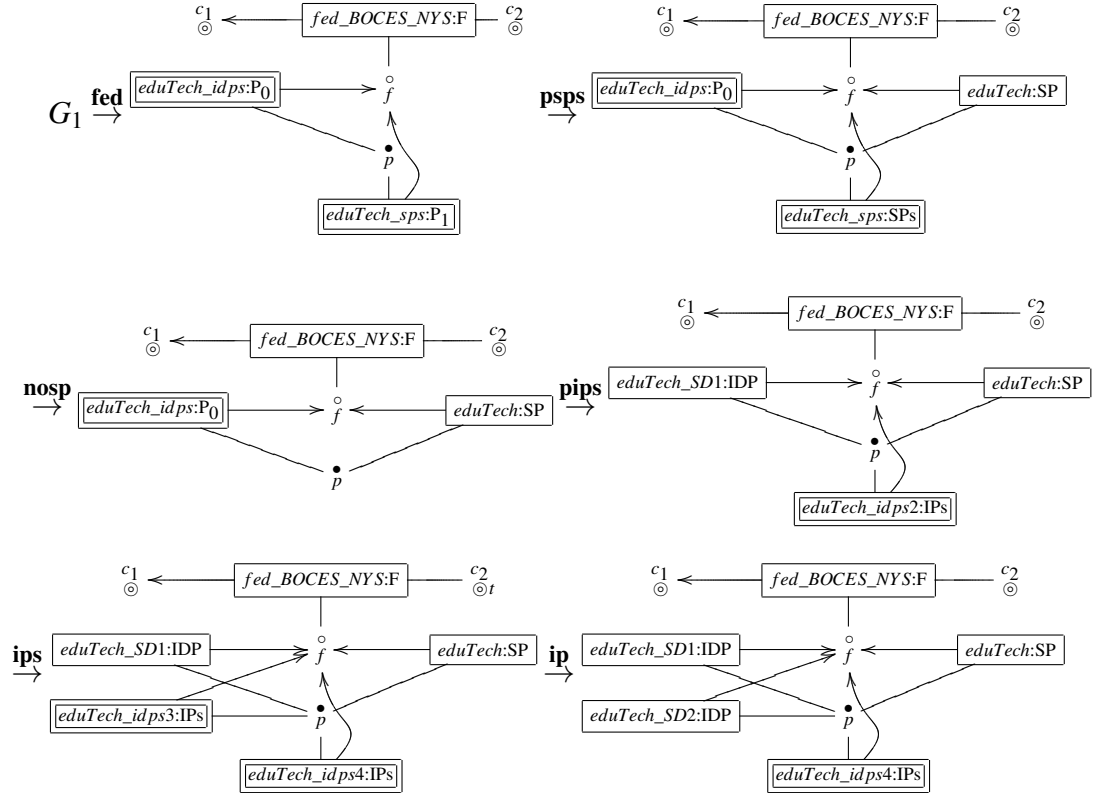 c1 fed_BOCES_NYS:F c2
c1 fed_BOCES_NYS:F c2
G1 fed eduTech_idps:P0 f
psps eduTech_idps:P0 f eduTech:SP
p
p
eduTech_sps:P1
eduTech_sps:SPs
c1 fed_BOCES_NYS:F c2
c1 fed_BOCES_NYS:F c2
nosp eduTech_idps:P0 f eduTech:SP
pips eduTech_SD1:IDP f eduTech:SP
p
p
eduTech_idps2:IPs
c1 fed_BOCES_NYS:F c2 t
c1 fed_BOCES_NYS:F c2
ips eduTech_SD1:IDP f eduTech:SP
ip eduTech_SD1:IDP f eduTech:SP
eduTech_idps3:IPs p
eduTech_SD2:IDP p
eduTech_idps4:IPs
eduTech_idps4:IPs